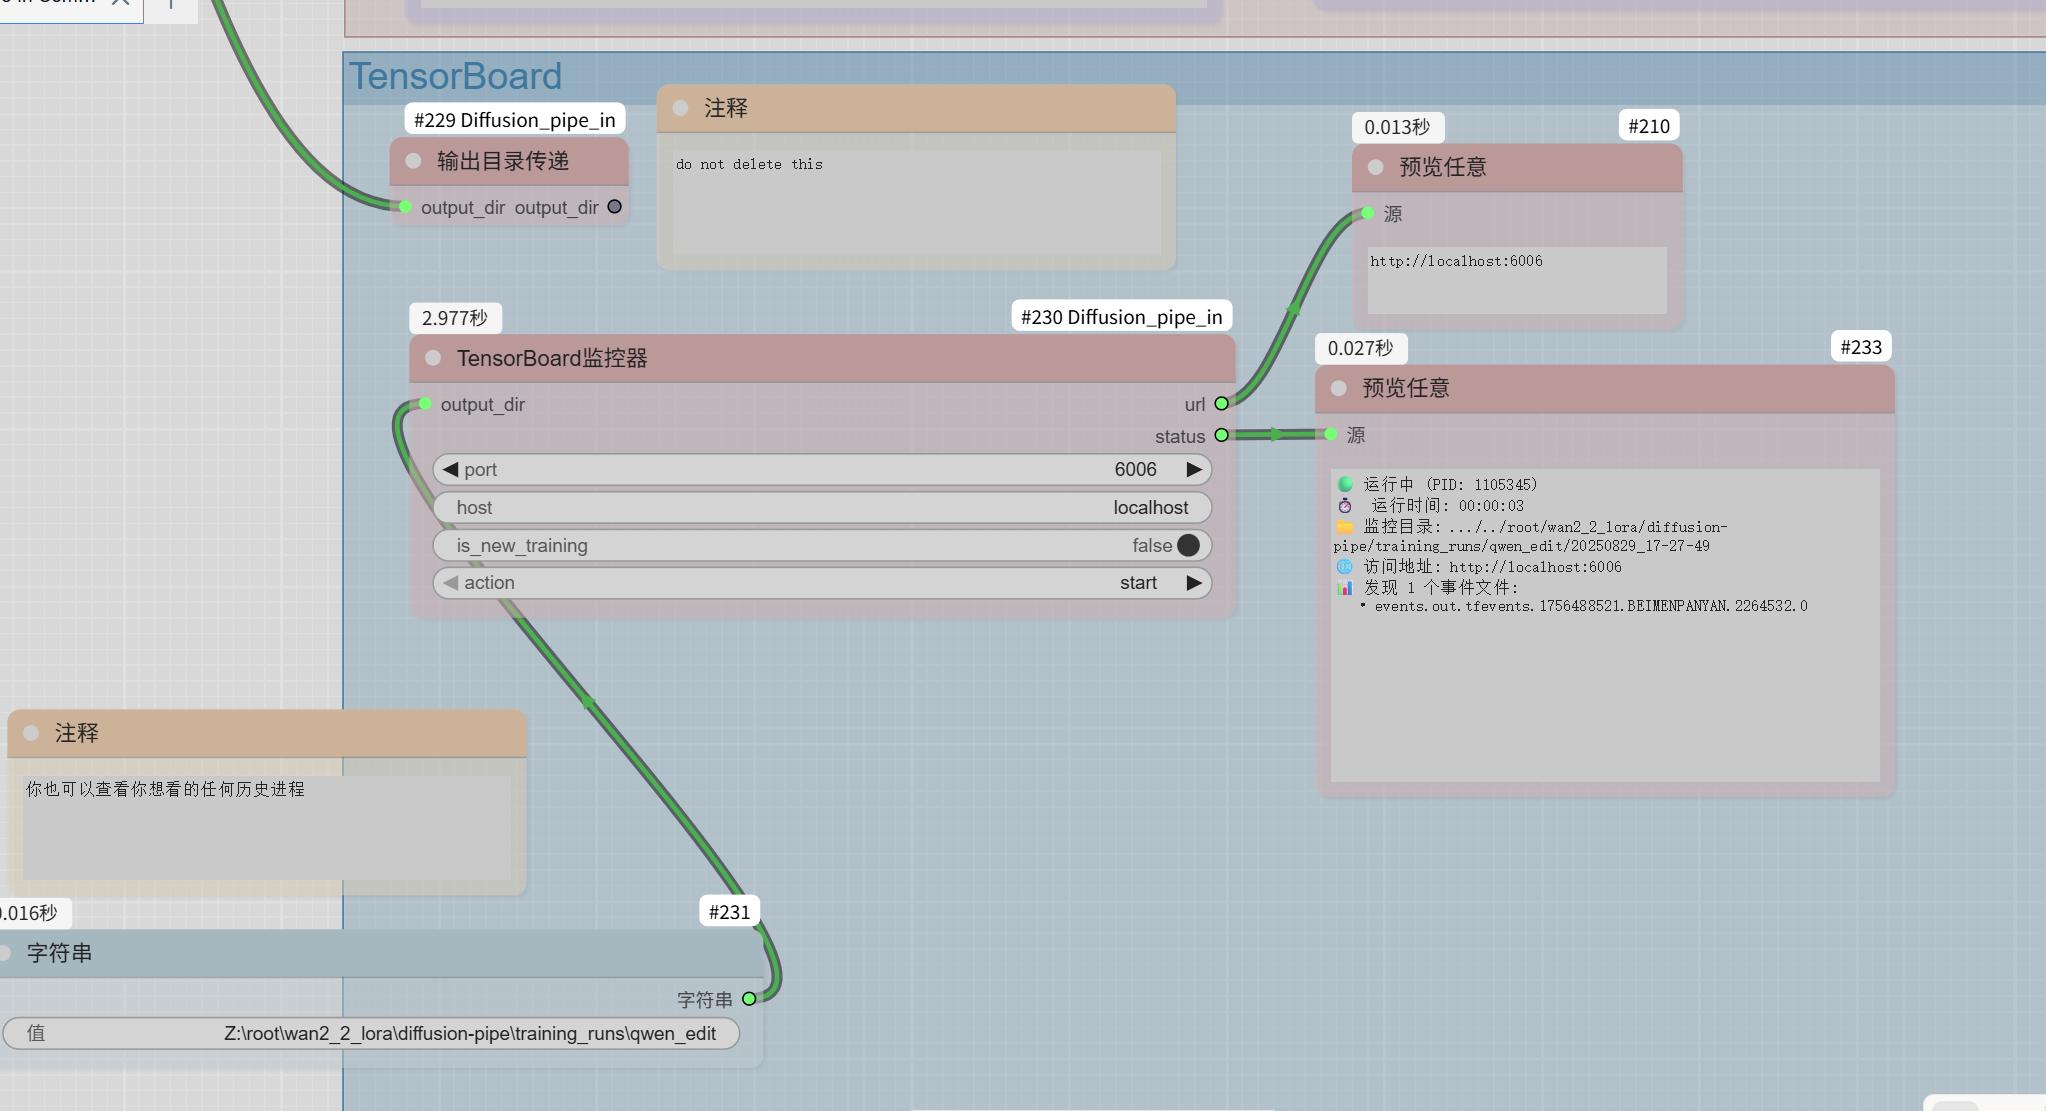 TensorBoard
#229 Diffusion_pipe_in
输出目录传递
output_dir output_dir
注释
do not delete this
0.013秒
#210
预览任意
源
http://localhost:6006
2.977秒
#230 Diffusion_pipe_in
TensorBoard监控器
output_dir
url
status
port 6006
host localhost
is_new_training false
action start
0.027秒
#233
预览任意
源
运行中 (PID: 1105345)
运行时间: 00:00:03
监控目录: .../../root/wan2_2_lora/diffusion-
pipe/training_runs/qwen_edit/20250829_17-27-49
访问地址: http://localhost:6006
发现 1 个事件文件:
• events.out.tfevents.1756488521.BEIMENPANYAN.2264532.0
注释
你也可以查看你想看的任何历史进程
.016秒
#231
字符串
字符串
值 Z:\root\wan2_2_lora\diffusion-pipe\training_runs\qwen_edit